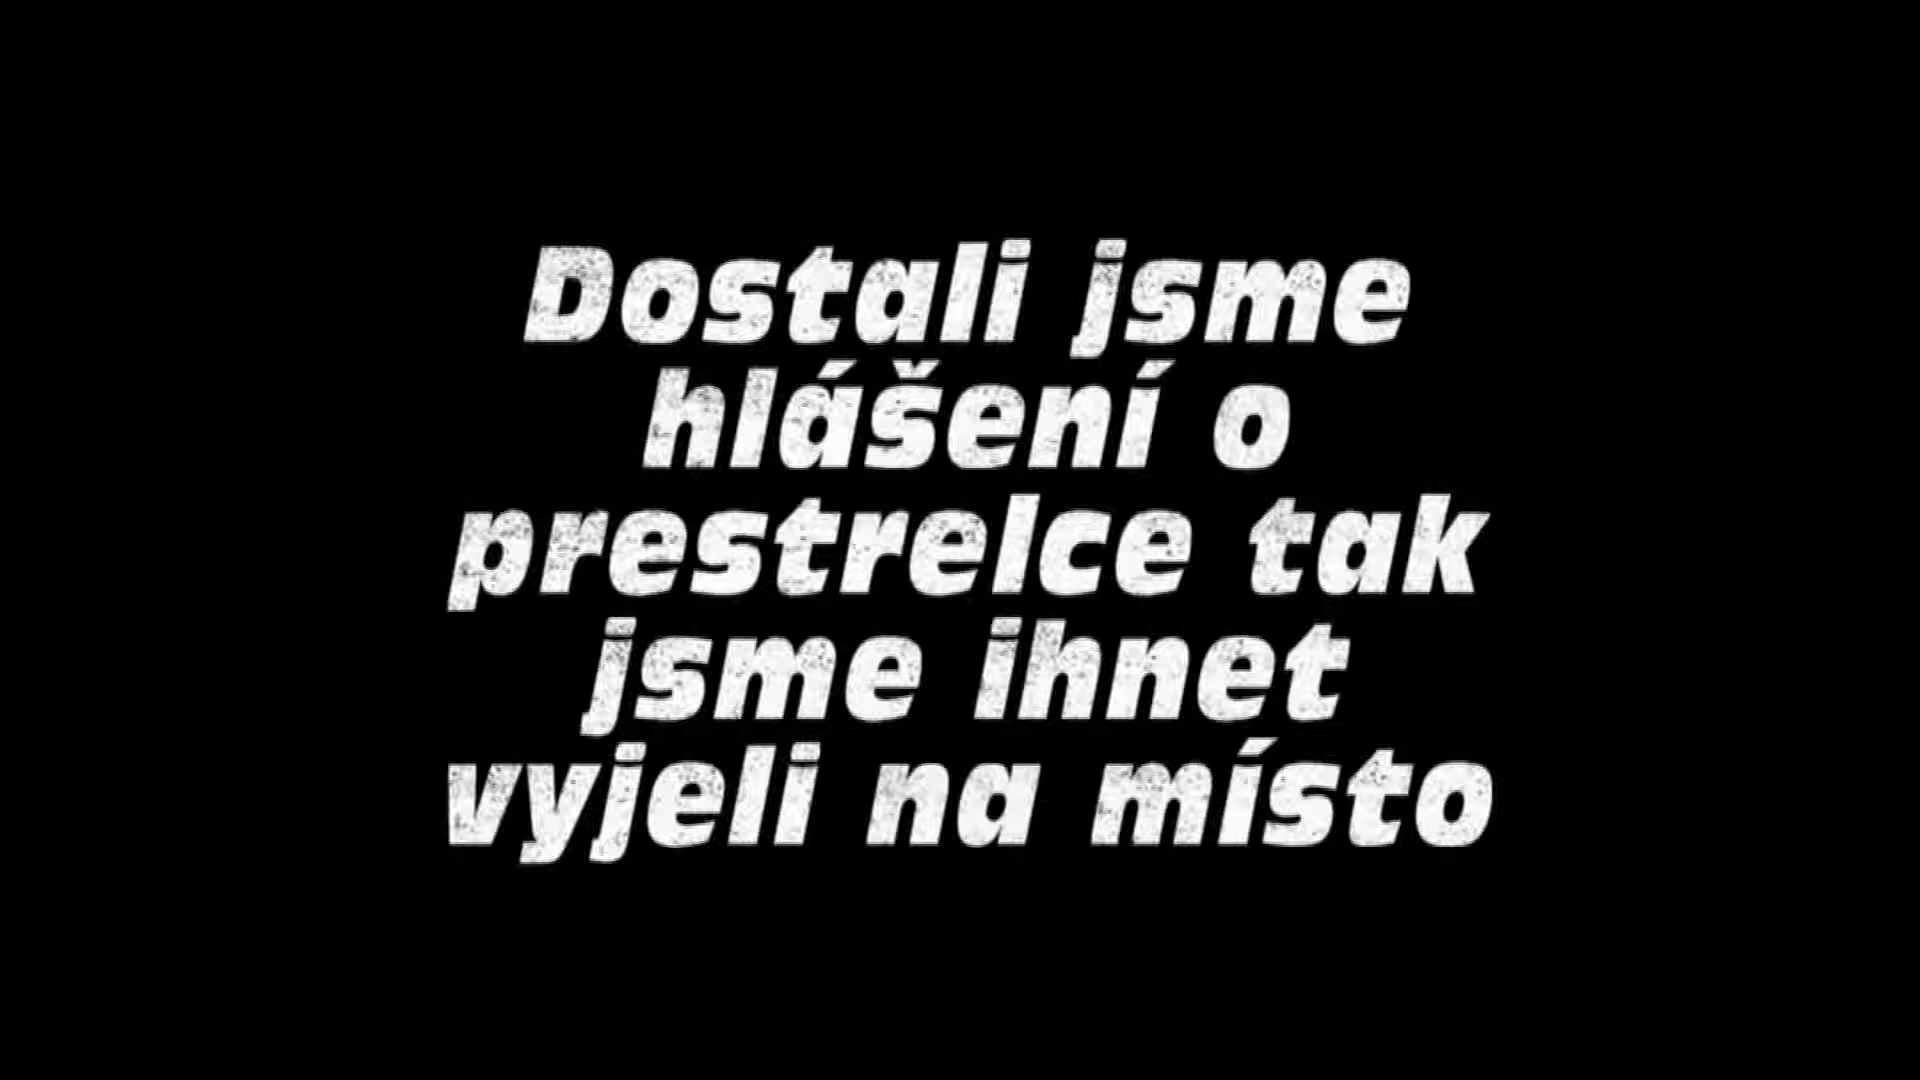 Dostali jsme
hlášení o
prestrelce tak
jsme ihnet
vyjeli na místo